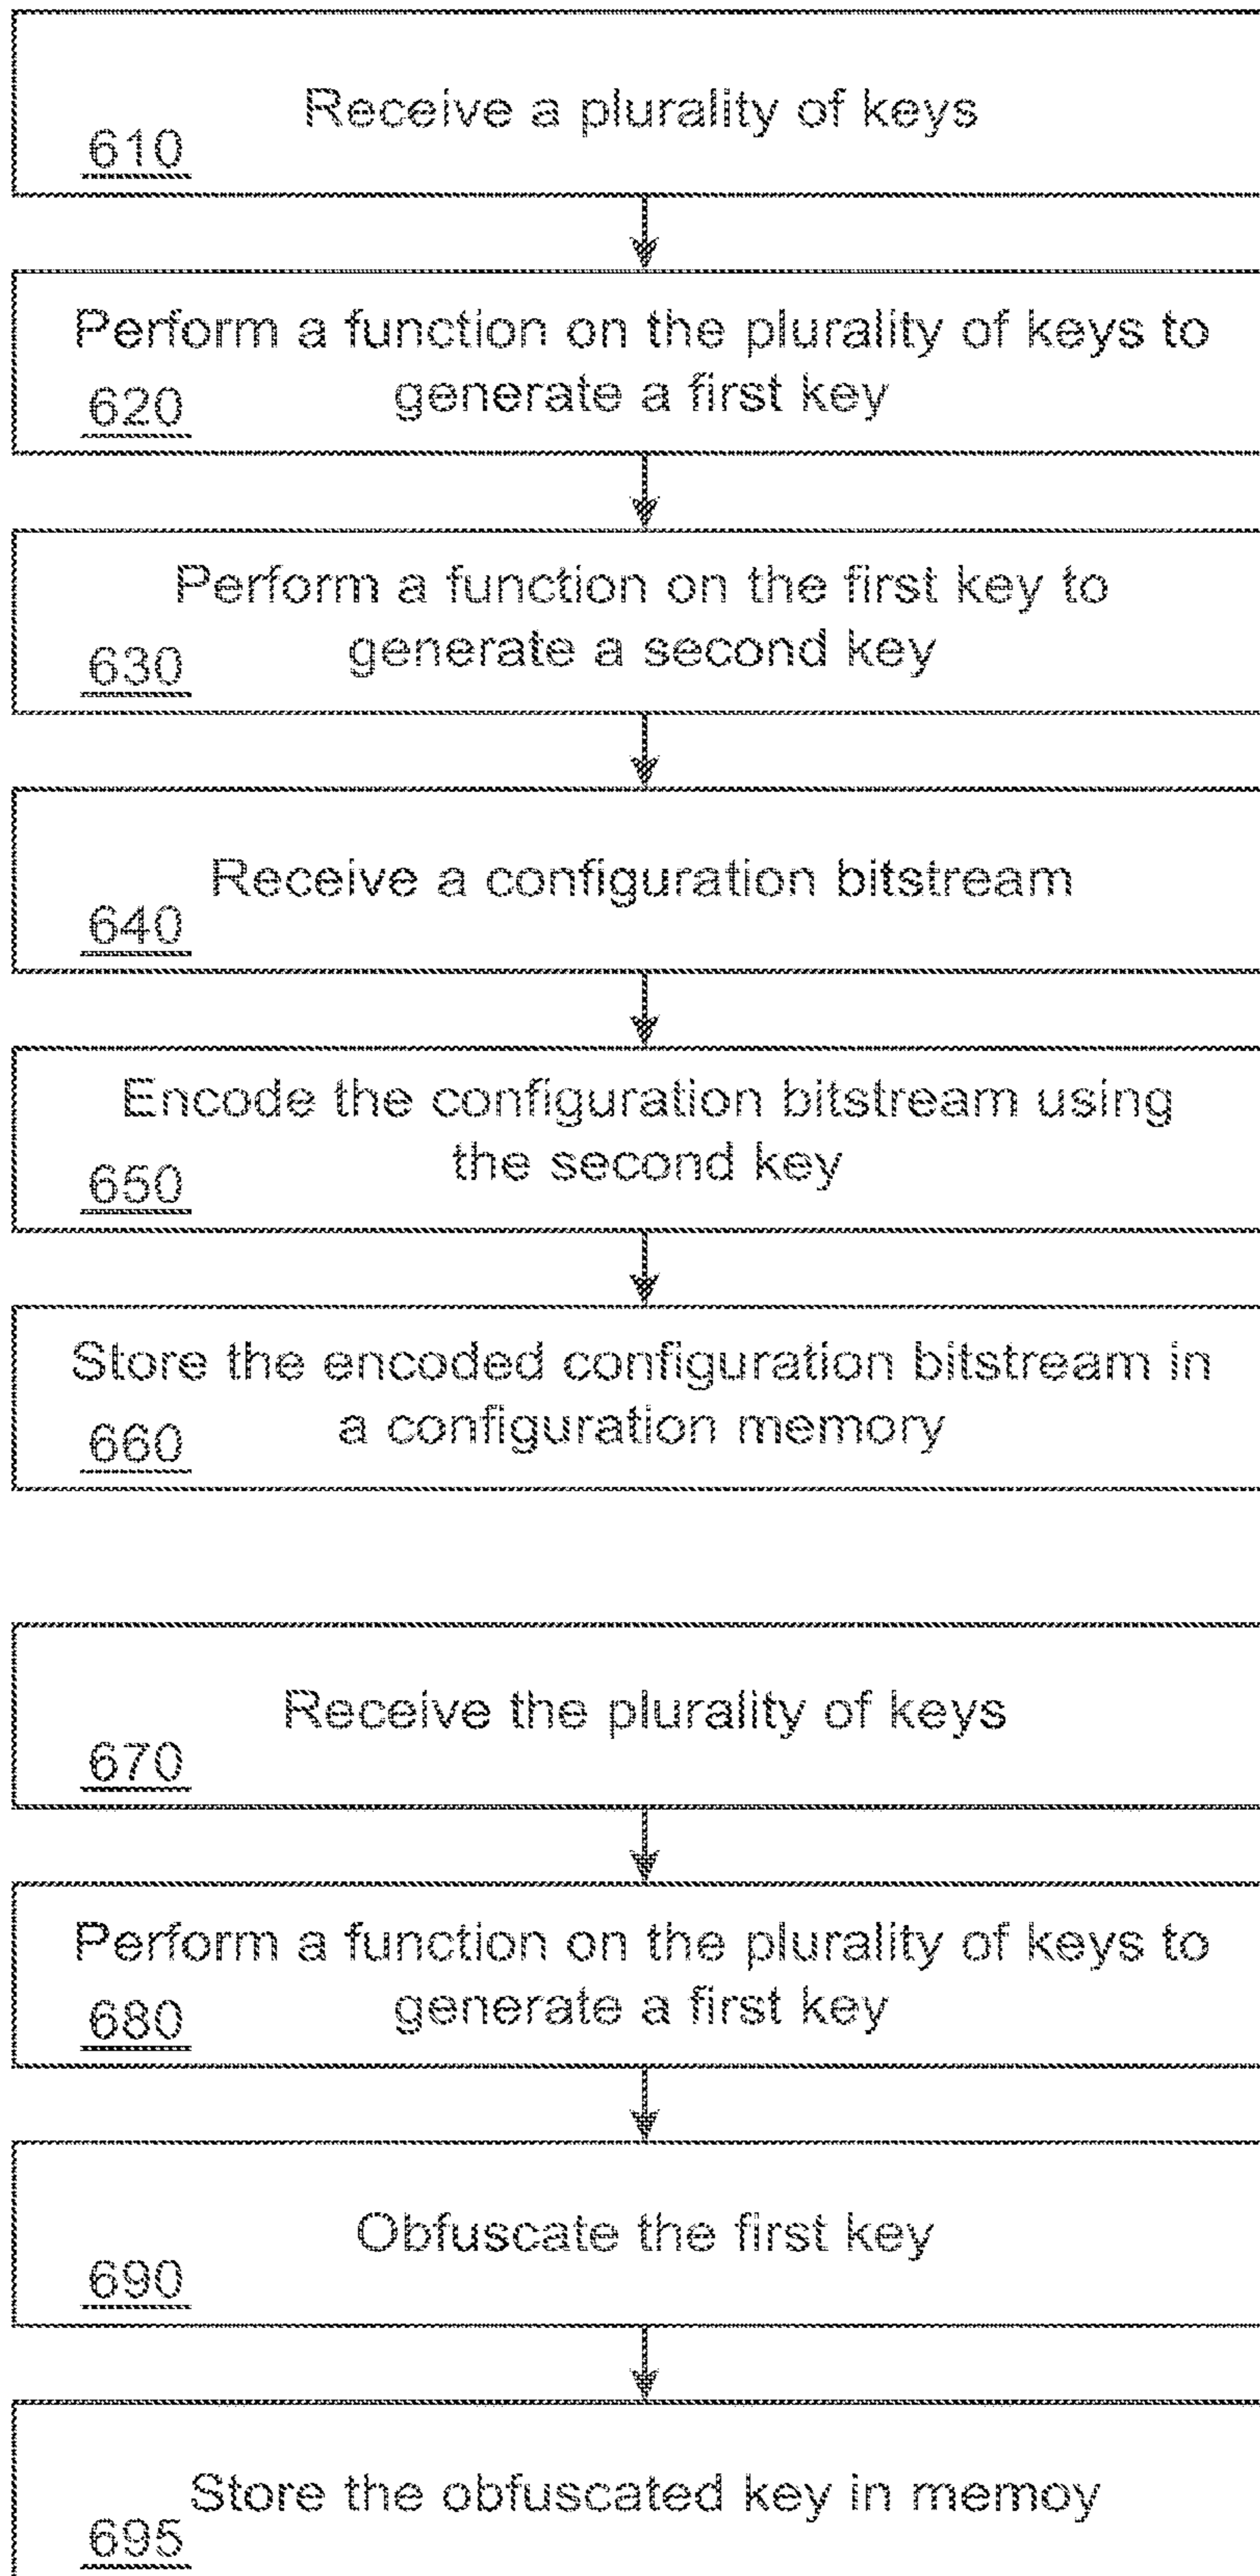 Receive a plurality of keys
610
Perform a function on the plurality of keys to
generate a first key
620
Perform a function on the first key to
generate a second key
630
Receive a configuration bitstream
640
Encode the configuration bitstream using
the second key
650
Store the encoded configuration bitstream in
a configuration memory
660
Receive the plurality of keys
670
Perform a function on the plurality of keys to
generate a first key
680
Obfuscate the first key
690
Store the obfuscated key in memoy
695